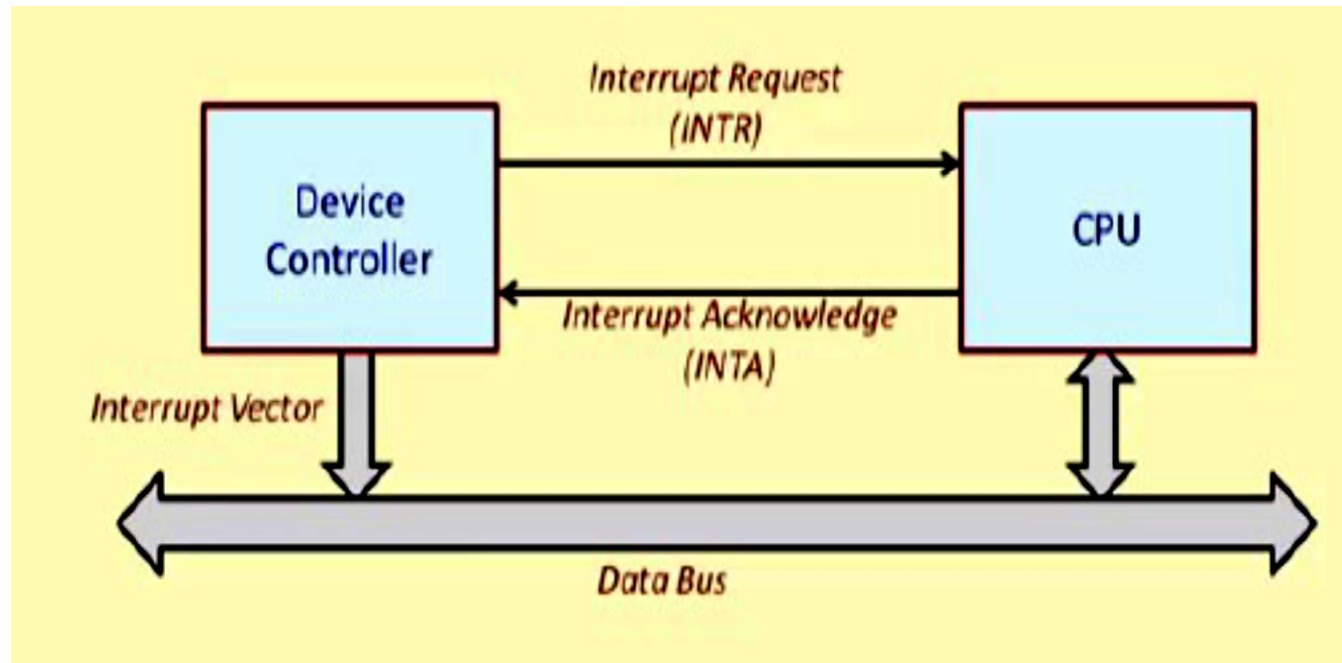 Interrupt Request
(INTR)
Device
Controller
CPU
Interrupt Acknowledge
(INTA)
Interrupt Vector
Data Bus